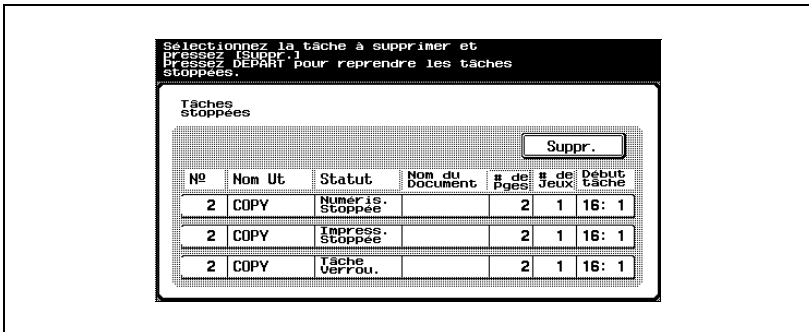 Sélectionnez la tâche à supprimer et
pressez [Suppr.]
Pressez DEPART pour reprendre les tâches
stoppées.
Tâches
stoppées
Suppr.
Nº Nom Ut Statut Nom du Document # de pges # de Jeux Début tâche
2 COPY Numéris. Stoppée 2 1 16: 1
2 COPY Impress. Stoppée 2 1 16: 1
2 COPY Tâche Verrou. 2 1 16: 1